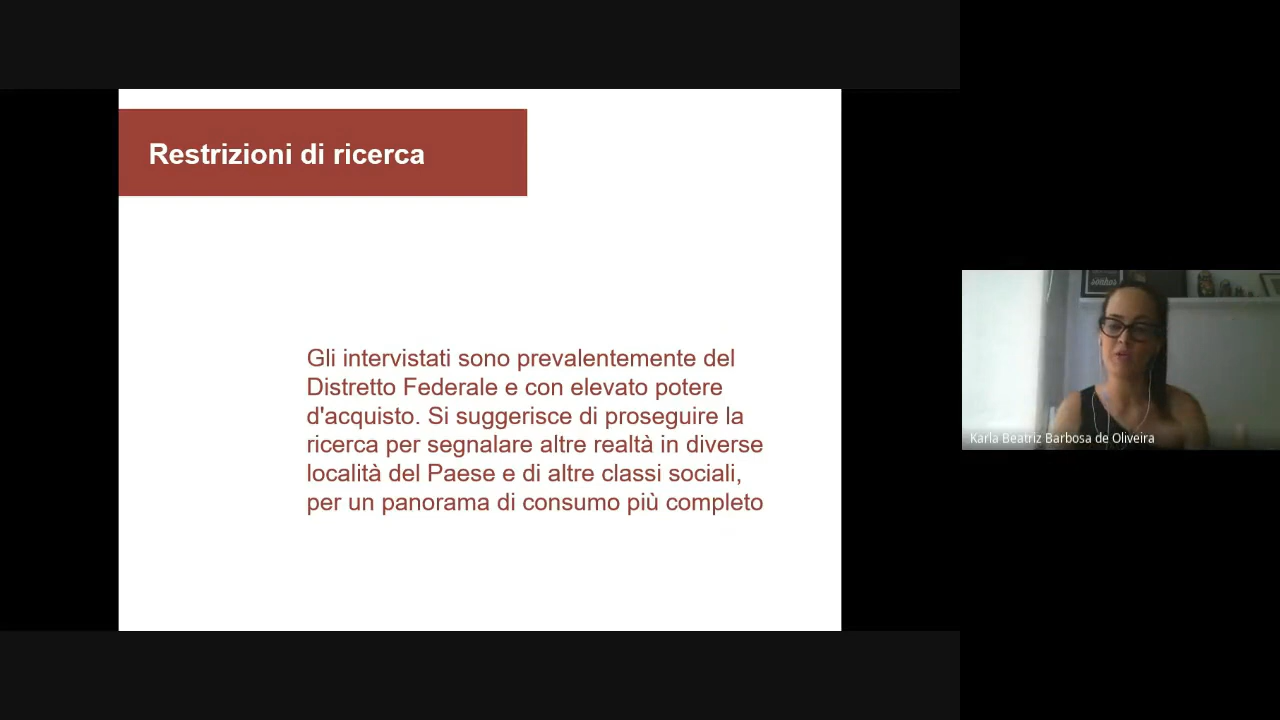 Restrizioni di ricerca
Gli intervistati sono prevalentemente del
Distretto Federale e con elevato potere
d'acquisto. Si suggerisce di proseguire la
ricerca per segnalare altre realtà in diverse
località del Paese e di altre classi sociali,
per un panorama di consumo più completo
Karla Beatriz Barbosa de Oliveira